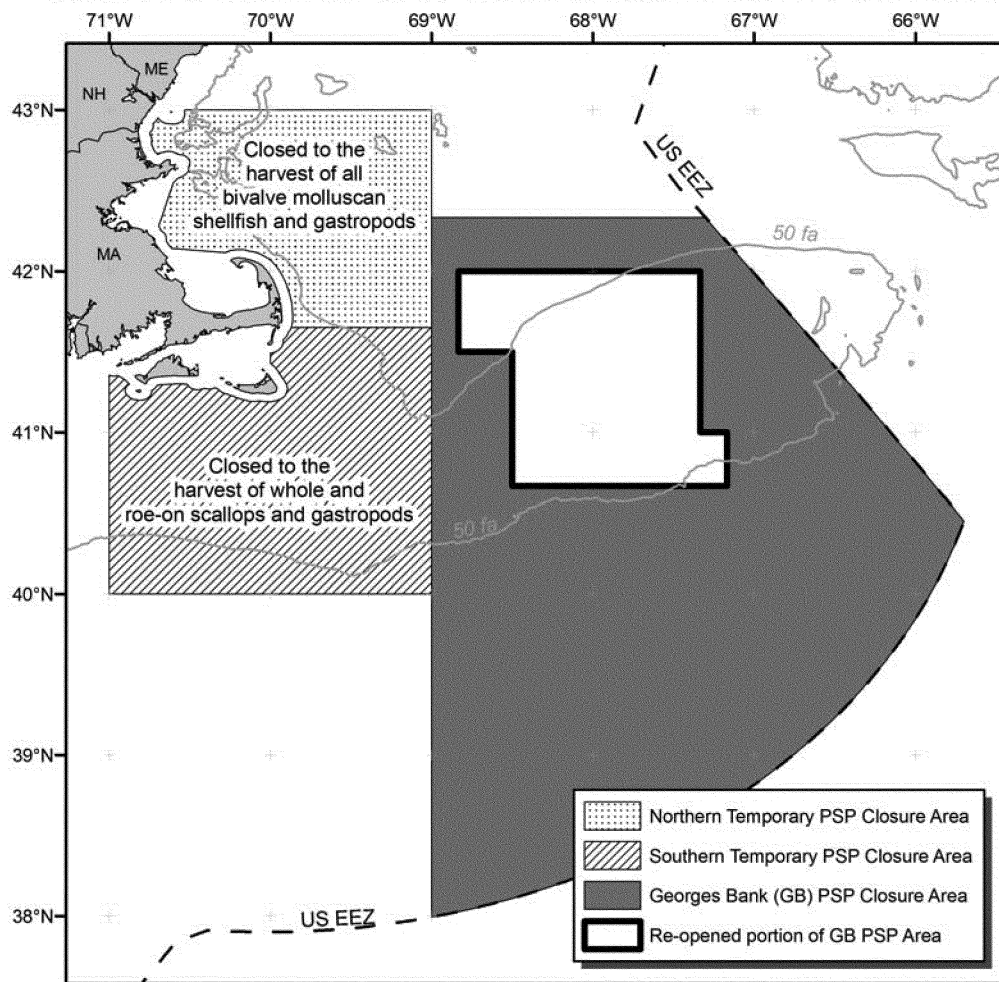 71°W 70°W 69°W 68°W 67°W 66°W
ME
NH
43°N
US EEZ
Closed to the
harvest of all
bivalve molluscan
shellfish and gastropods
50 fa
MA
42°N
41°N
Closed to the
harvest of whole and
roe-on scallops and gastropods
50 fa
40°N
39°N
38°N
US EEZ
Northern Temporary PSP Closure Area
Southern Temporary PSP Closure Area
Georges Bank (GB) PSP Closure Area
Re-opened portion of GB PSP Area